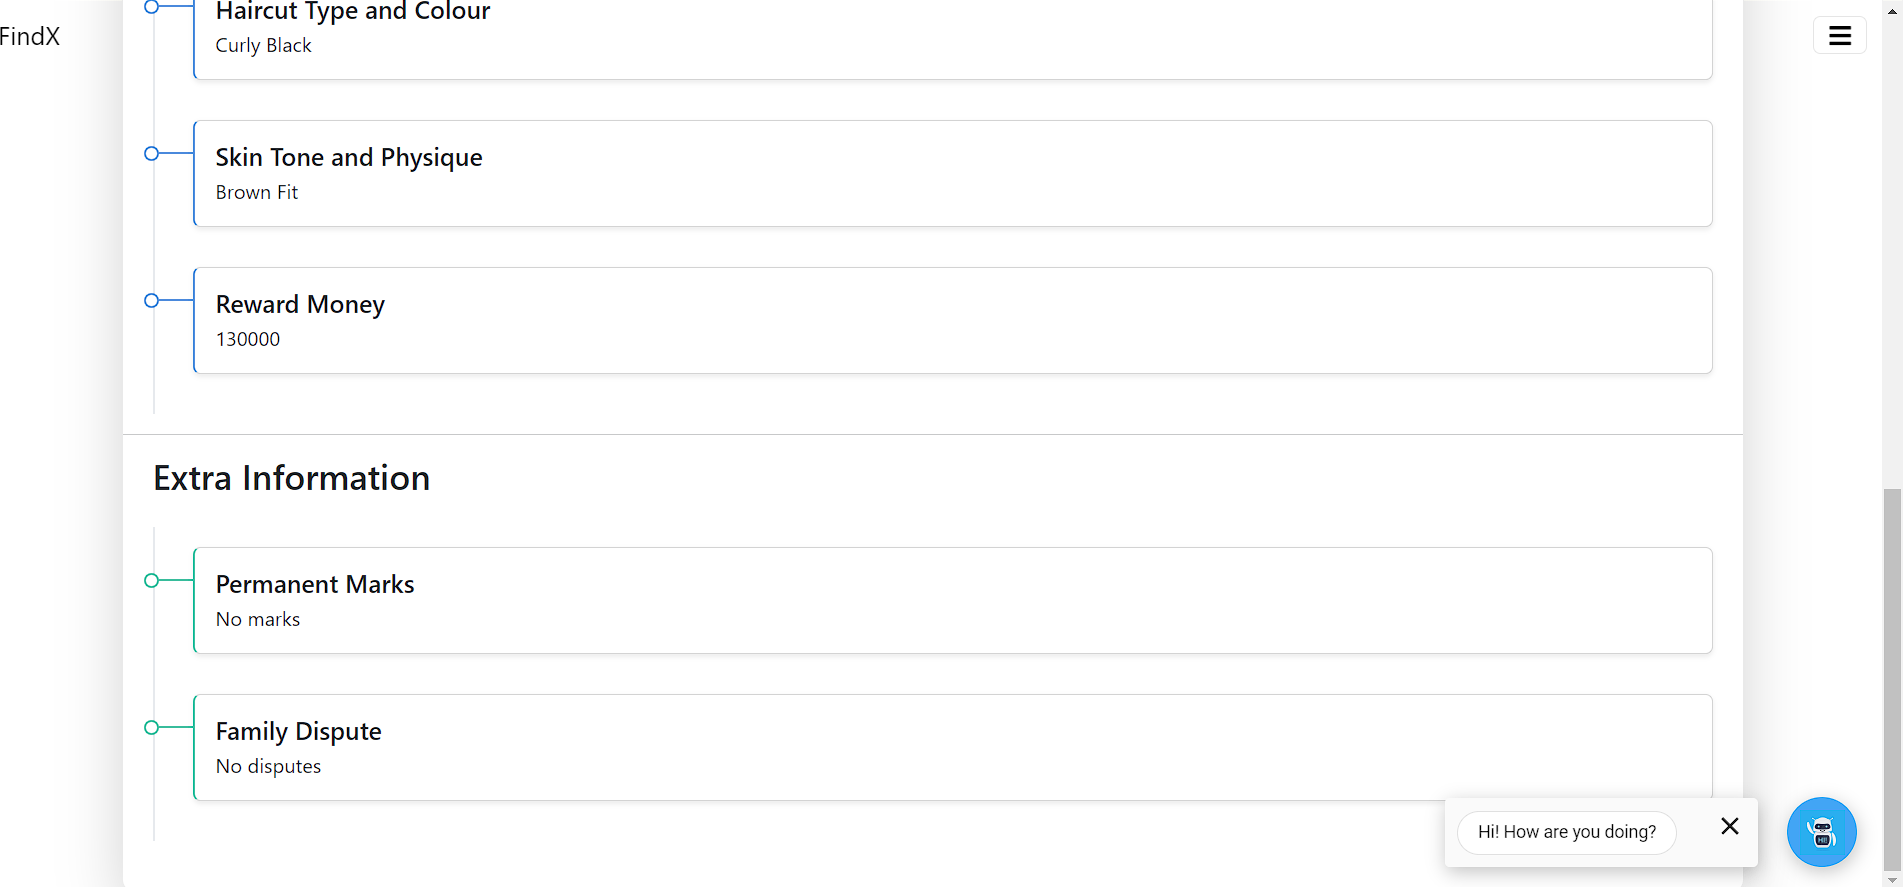 FindX
Haircut Type and Colour
Curly Black
Skin Tone and Physique
Brown Fit
Reward Money
130000
Extra Information
Permanent Marks
No marks
Family Dispute
No disputes
Hi! How are you doing?